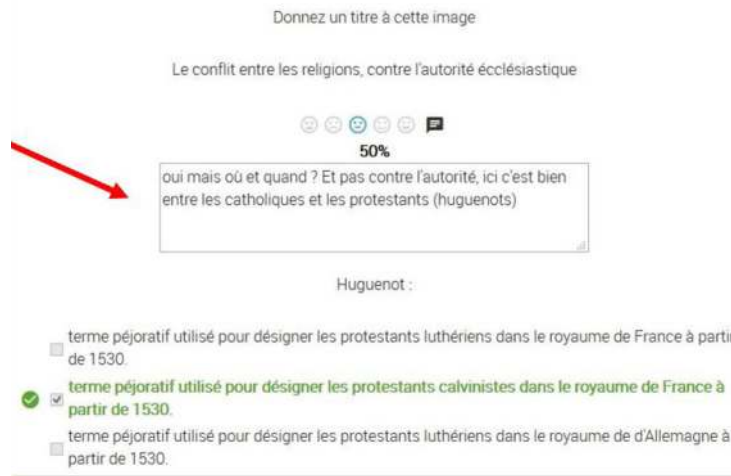 Donnez un titre à cette image
Le conflit entre les religions, contre l'autorité écclésiastique
50%
oui mais où et quand ? Et pas contre l'autorité, ici c'est bien
entre les catholiques et les protestants (huguenots)
Huguenot :
terme péjoratif utilisé pour désigner les protestants luthériens dans le royaume de France à partir
de 1530.
terme péjoratif utilisé pour désigner les protestants calvinistes dans le royaume de France à
partir de 1530.
terme péjoratif utilisé pour désigner les protestants luthériens dans le royaume de d'Allemagne à
partir de 1530.